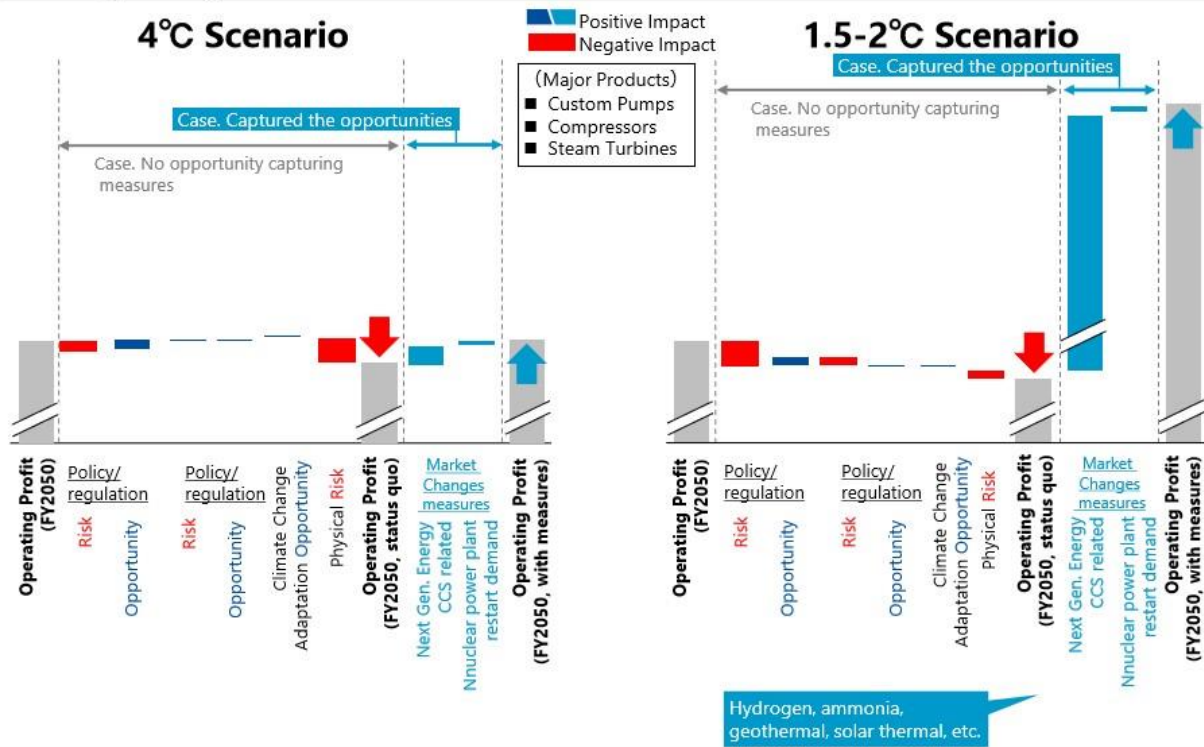 4℃ Scenario
Positive Impact
Negative Impact
1.5-2℃ Scenario
（Major Products）
■ Custom Pumps
■ Compressors
■ Steam Turbines
Case. Captured the opportunities
Case. No opportunity capturing
measures
Case. Captured the opportunities
Case. No opportunity capturing
measures
Operating Profit
(FY2050)
Policy/
regulation
Risk
Opportunity
Policy/
regulation
Risk
Opportunity
Climate Change
Adaptation Opportunity
Physical Risk
Operating Profit
(FY2050, status quo)
Market
Changes
measures
Next Gen. Energy
CCS related
Nnuclear power plant
restart demand
Operating Profit
(FY2050, with measures)
Operating Profit
(FY2050)
Policy/
regulation
Risk
Opportunity
Policy/
regulation
Risk
Opportunity
Climate Change
Adaptation Opportunity
Physical Risk
Operating Profit
(FY2050, status quo)
Market
Changes
measures
Next Gen. Energy
CCS related
Nnuclear power plant
restart demand
Operating Profit
(FY2050, with measures)
Hydrogen, ammonia,
geothermal, solar thermal, etc.